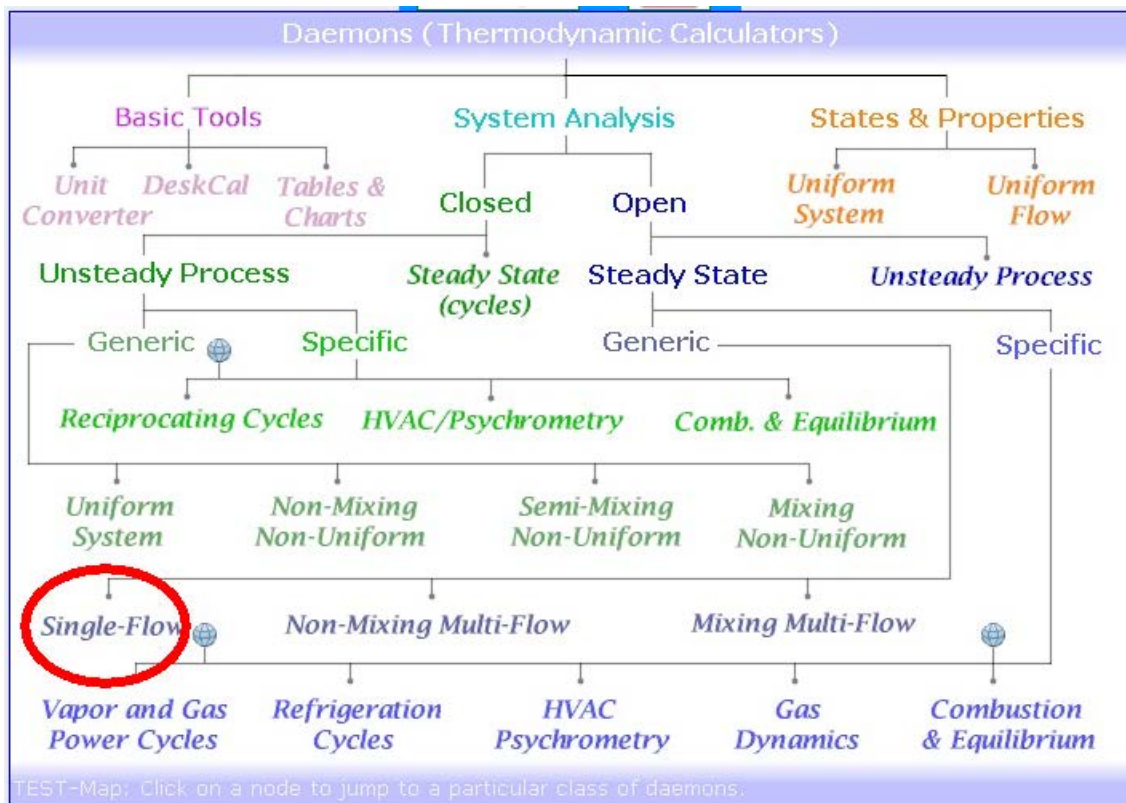 Daemons (Thermodynamic Calculators)
Basic Tools
System Analysis
States & Properties
Unit
Converter
DeskCal
Tables &
Charts
Closed
Open
Uniform
System
Uniform
Flow
Unsteady Process
Steady State
(cycles)
Steady State
Unsteady Process
Generic
Specific
Generic
Specific
Reciprocating Cycles
HVAC/Psychrometry
Comb. & Equilibrium
Uniform
System
Non-Mixing
Non-Uniform
Semi-Mixing
Non-Uniform
Mixing
Non-Uniform
Single-Flow
Non-Mixing Multi-Flow
Mixing Multi-Flow
Vapor and Gas
Power Cycles
Refrigeration
Cycles
HVAC
Psychrometry
Gas
Dynamics
Combustion
& Equilibrium
TEST-Map: Click on a node to jump to a particular class of daemons.